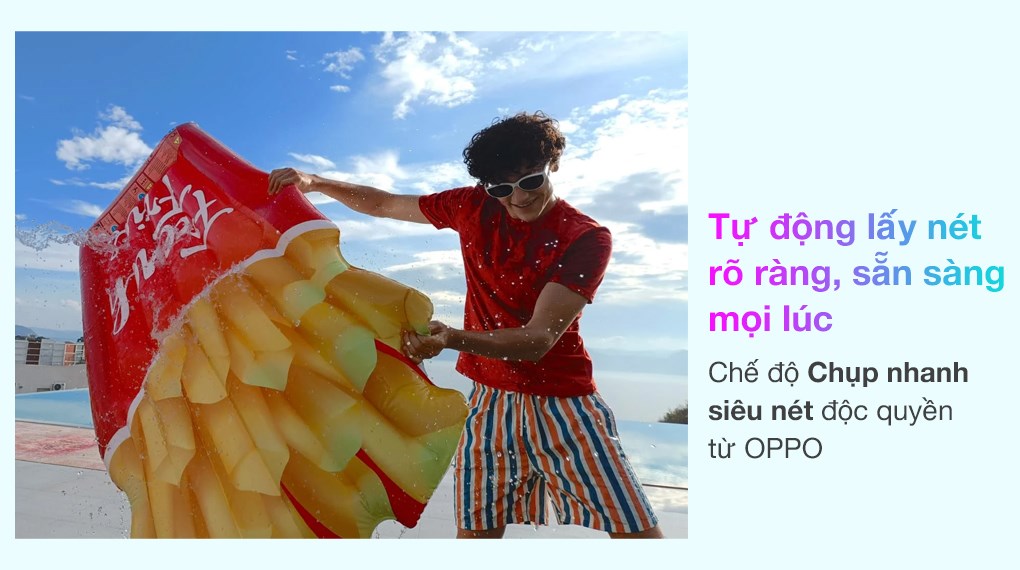 Tự động lấy nét
rõ ràng, sẵn sàng
mọi lúc
Chế độ Chụp nhanh
siêu nét độc quyền
từ OPPO